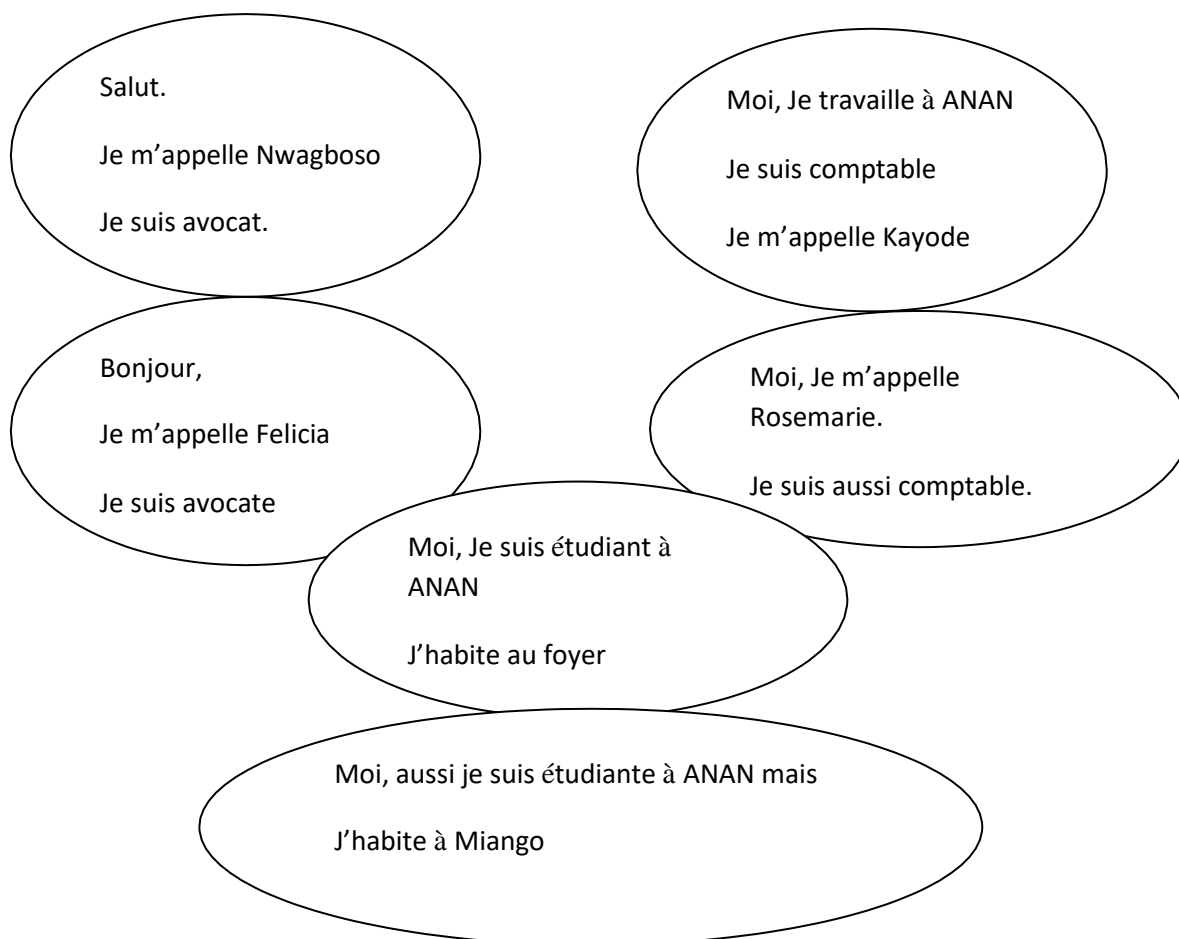 Salut.
Je m’appelle Nwagboso
Je suis avocat.
Moi, Je travaille à ANAN
Je suis comptable
Je m’appelle Kayode
Bonjour,
Je m’appelle Felicia
Je suis avocate
Moi, Je m’appelle
Rosemarie.
Je suis aussi comptable.
Moi, Je suis étudiant à
ANAN
J’habite au foyer
Moi, aussi je suis étudiante à ANAN mais
J’habite à Miango